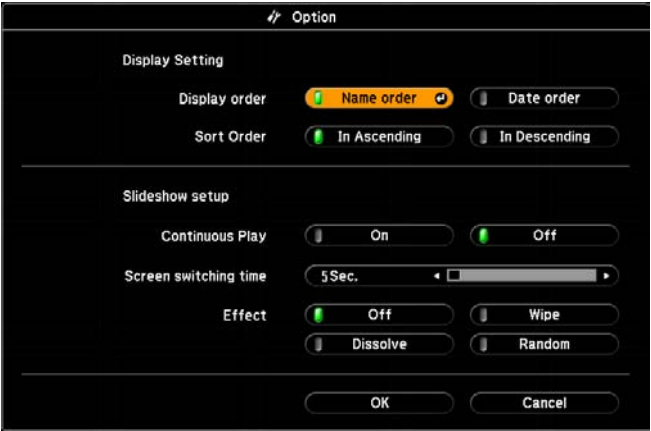 Option
Display Setting
Display order Name order Date order
Sort Order In Ascending In Descending
Slideshow setup
Continuous Play On Off
Screen switching time 5Sec.
Effect Off Wipe
Dissolve Random
OK Cancel